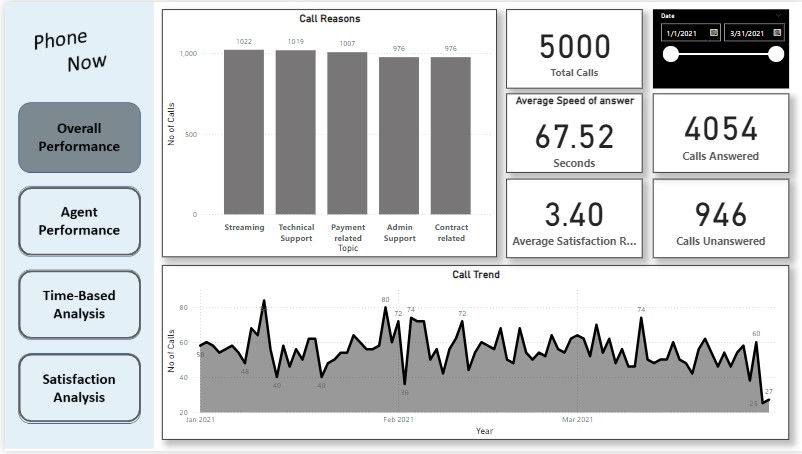 Phone
Now
Overall
Performance
Agent
Performance
Time-Based
Analysis
Satisfaction
Analysis
Call Reasons
No of Calls
1,000
500
0
1022
1019
1007
976
976
Streaming
Technical
Support
Payment
related
Admin
Support
Contract
related
Topic
5000
Total Calls
Date
1/1/2021
3/31/2021
Average Speed of answer
67.52
Seconds
4054
Calls Answered
3.40
Average Satisfaction R...
946
Calls Unanswered
Call Trend
No of Calls
80
60
40
20
58
48
40
40
80
72
36
74
72
74
60
27
Jan 2021
Feb 2021
Mar 2021
Year